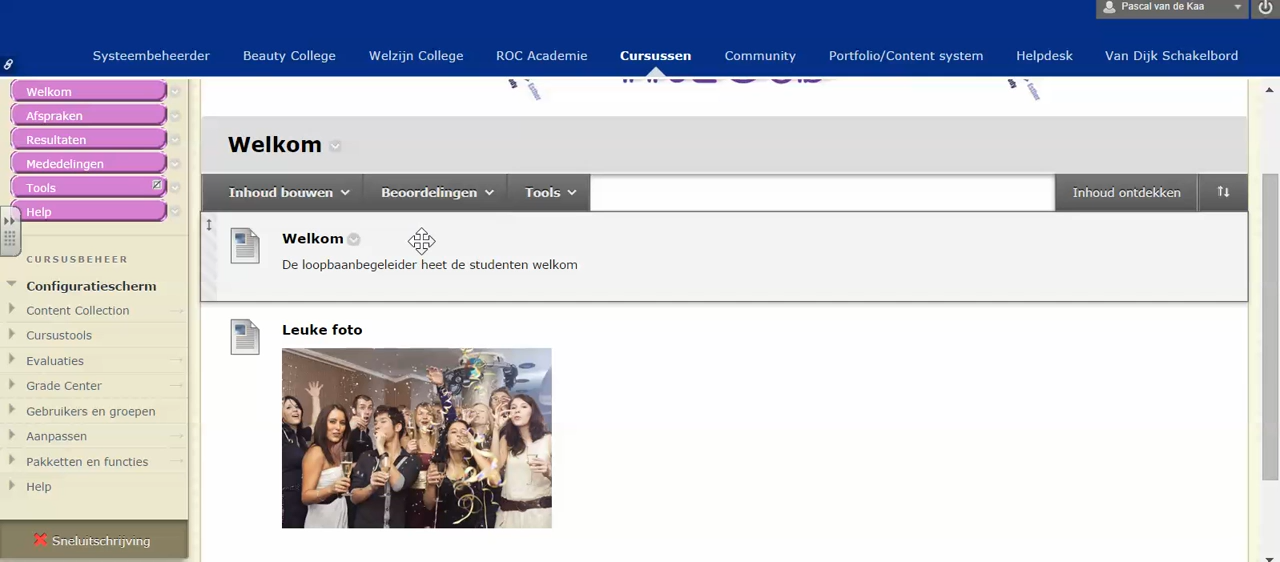 Pascal van de Kaa
Systeembeheerder Beauty College Welzijn College ROC Academie Cursussen Community Portfolio/Content system Helpdesk Van Dijk Schakelbord
Welkom
Afspraken
Resultaten
Mededelingen
Tools
Help
CURSUSBEHEER
Configuratiescherm
Content Collection
Cursustools
Evaluaties
Grade Center
Gebruikers en groepen
Aanpassen
Pakketten en functies
Help
Sneluitschrijving
Welkom
Inhoud bouwen Beoordelingen Tools Inhoud ontdekken
Welkom
De loopbaanbegeleider heet de studenten welkom
Leuke foto